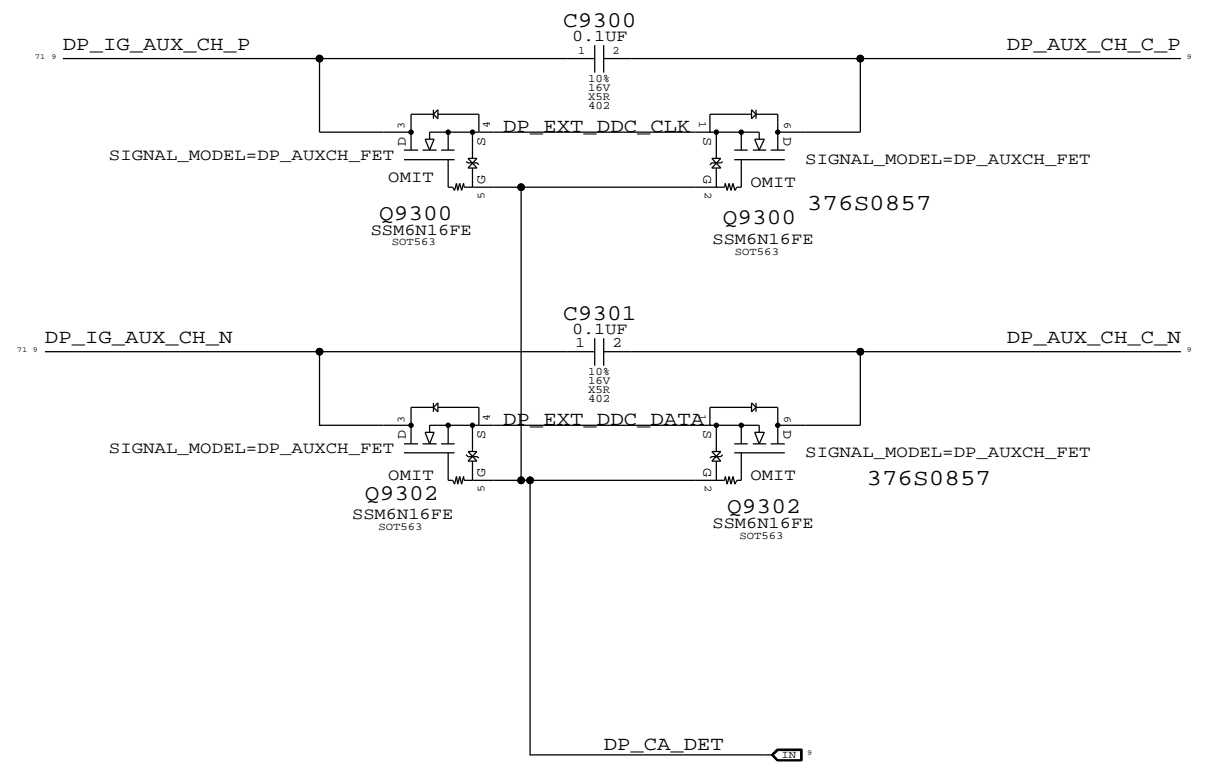 C9300
0.1UF
DP_IG_AUX_CH_P
DP_AUX_CH_C_P
71 9
1 2
9
10%
16V
X5R
402
3 D
4 S
DP_EXT_DDC_CLK
1 S
6 D
SIGNAL_MODEL=DP_AUXCH_FET
SIGNAL_MODEL=DP_AUXCH_FET
OMIT
G 5
G 2
OMIT
376S0857
Q9300
SSM6N16FE
SOT563
Q9300
SSM6N16FE
SOT563
C9301
0.1UF
DP_IG_AUX_CH_N
DP_AUX_CH_C_N
71 9
1 2
9
10%
16V
X5R
402
3 D
4 S
DP_EXT_DDC_DATA
1 S
6 D
SIGNAL_MODEL=DP_AUXCH_FET
SIGNAL_MODEL=DP_AUXCH_FET
OMIT
G 5
G 2
OMIT
376S0857
Q9302
SSM6N16FE
SOT563
Q9302
SSM6N16FE
SOT563
DP_CA_DET
IN 9